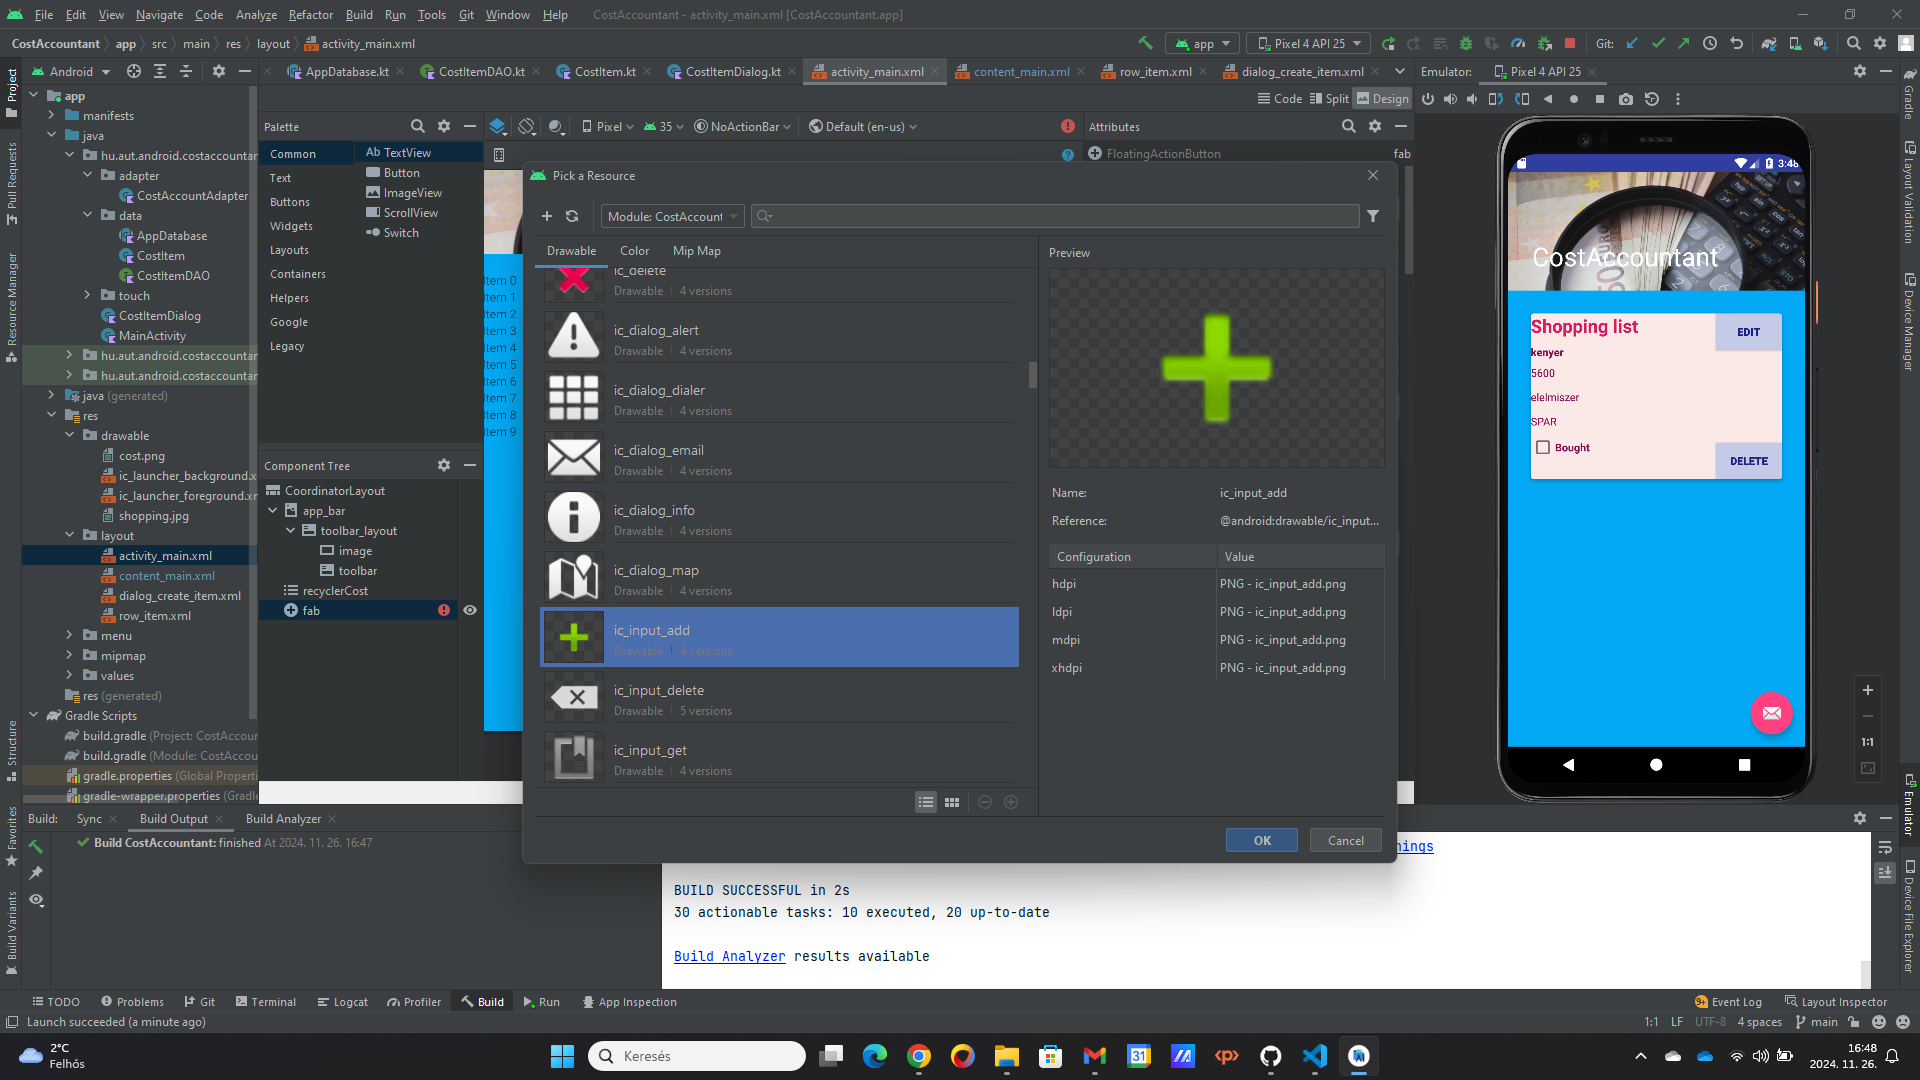 File Edit View Navigate Code Analyze Refactor Build Run Tools Git Window Help CostAccountant - activity_main.xml [CostAccountant.app]
CostAccountant app src main res layout activity_main.xml
app Pixel 4 API 25 Git:
Android
AppDatabase.kt CostItemDAO.kt CostItem.kt CostItemDialog.kt activity_main.xml content_main.xml row_item.xml dialog_create_item.xml
Emulator: Pixel 4 API 25
Code Split Design
Project
Pull Requests
Resource Manager
Structure
Favorites
Build Variants
app
manifests
java
hu.aut.android.costaccountant
adapter
CostAccountAdapter
data
AppDatabase
CostItem
CostItemDAO
touch
CostItemDialog
MainActivity
hu.aut.android.costaccountar
hu.aut.android.costaccountar
java (generated)
res
drawable
cost.png
ic_launcher_background.x
ic_launcher_foreground.xr
shopping.jpg
layout
activity_main.xml
content_main.xml
dialog_create_item.xml
row_item.xml
menu
mipmap
values
res (generated)
Gradle Scripts
build.gradle (Project: CostAccour
build.gradle (Module: CostAccou
gradle.properties (Global Properti
gradle-wrapper.properties (Gradl
Palette
Common
Text
Buttons
Widgets
Layouts
Containers
Helpers
Google
Legacy
Ab TextView
Button
ImageView
ScrollView
Switch
Component Tree
CoordinatorLayout
app_bar
toolbar_layout
image
toolbar
recyclerCost
fab
Pixel 35 NoActionBar Default (en-us)
Item 0
Item 1
Item 2
Item 3
Item 4
Item 5
Item 6
Item 7
Item 8
Item 9
Attributes
FloatingActionButton fab
Pick a Resource
Module: CostAccount
Drawable Color Mip Map
ic_delete
Drawable 4 versions
ic_dialog_alert
Drawable 4 versions
ic_dialog_dialer
Drawable 4 versions
ic_dialog_email
Drawable 4 versions
ic_dialog_info
Drawable 4 versions
ic_dialog_map
Drawable 4 versions
ic_input_add
Drawable 4 versions
ic_input_delete
Drawable 5 versions
ic_input_get
Drawable 4 versions
Preview
Name: ic_input_add
Reference: @android:drawable/ic_input...
Configuration Value
hdpi PNG - ic_input_add.png
ldpi PNG - ic_input_add.png
mdpi PNG - ic_input_add.png
xhdpi PNG - ic_input_add.png
OK Cancel
3:48
CostAccountant
Shopping list EDIT
kenyer
5600
elelmiszer
SPAR
Bought
DELETE
1:1
Gradle
Layout Validation
Device Manager
Emulator
Device File Explorer
Build: Sync Build Output Build Analyzer
Build CostAccountant: finished At 2024. 11. 26. 16:47
nings
BUILD SUCCESSFUL in 2s
30 actionable tasks: 10 executed, 20 up-to-date
Build Analyzer results available
TODO Problems Git Terminal Logcat Profiler Build Run App Inspection Event Log Layout Inspector
Launch succeeded (a minute ago) 1:1 LF UTF-8 4 spaces main
2°C
Felhős
Keresés
16:48
2024. 11. 26.